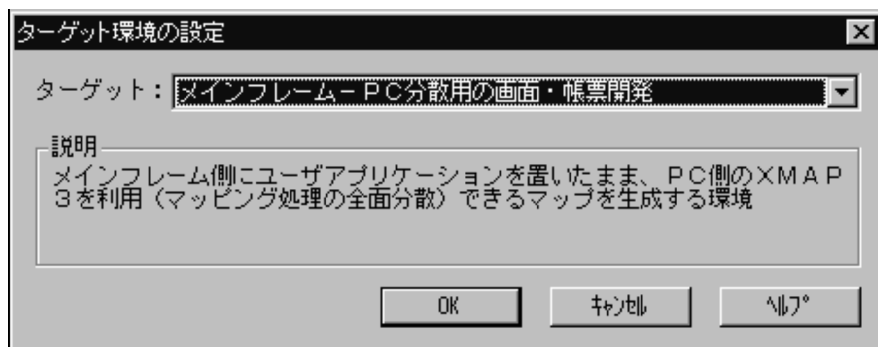 ターゲット環境の設定
ターゲット：メインフレーム－ＰＣ分散用の画面・帳票開発
説明
メインフレーム側にユーザアプリケーションを置いたまま、ＰＣ側のＸＭＡＰ
３を利用（マッピング処理の全面分散）できるマップを生成する環境
OK ｷｬﾝｾﾙ ﾍﾙﾌﾟ